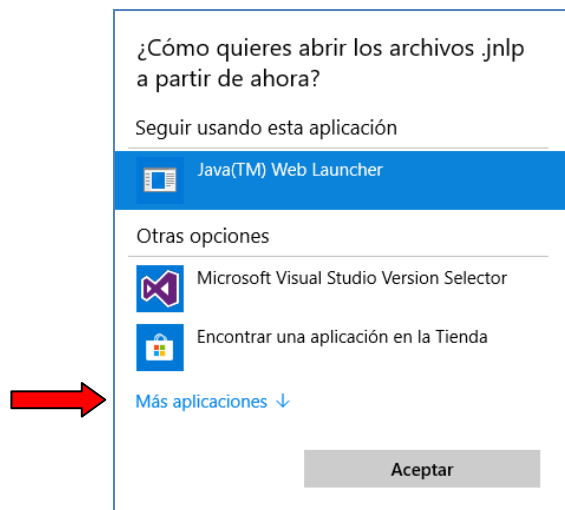 ¿Cómo quieres abrir los archivos .jnlp
a partir de ahora?
Seguir usando esta aplicación
Java(TM) Web Launcher
Otras opciones
Microsoft Visual Studio Version Selector
Encontrar una aplicación en la Tienda
Más aplicaciones ↓
Aceptar